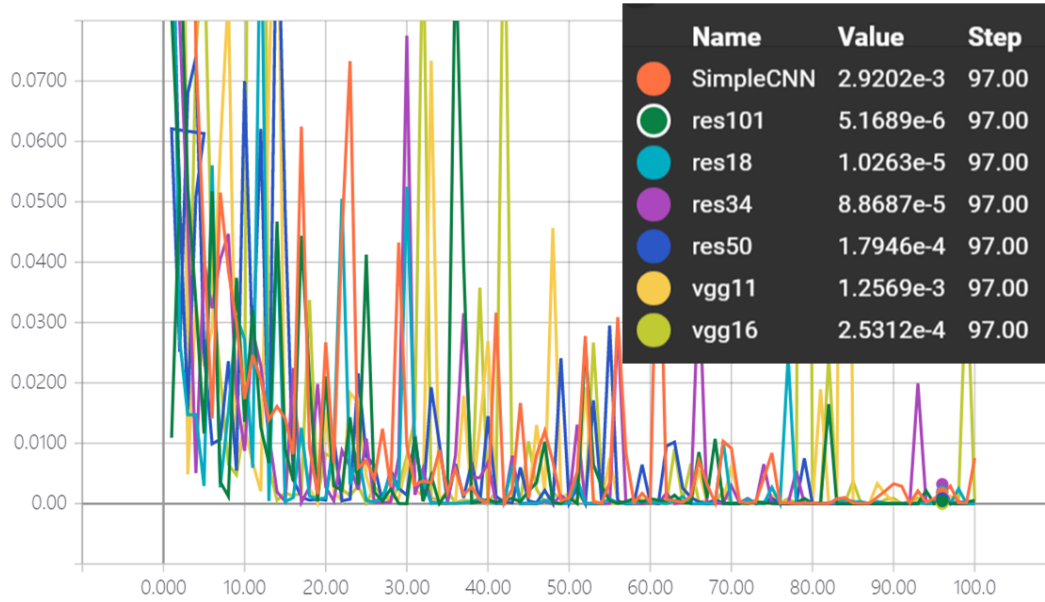 Name Value Step
SimpleCNN 2.9202e-3 97.00
res101 5.1689e-6 97.00
res18 1.0263e-5 97.00
res34 8.8687e-5 97.00
res50 1.7946e-4 97.00
vgg11 1.2569e-3 97.00
vgg16 2.5312e-4 97.00
0.0700
0.0600
0.0500
0.0400
0.0300
0.0200
0.0100
0.00
0.000 10.00 20.00 30.00 40.00 50.00 60.00 70.00 80.00 90.00 100.0